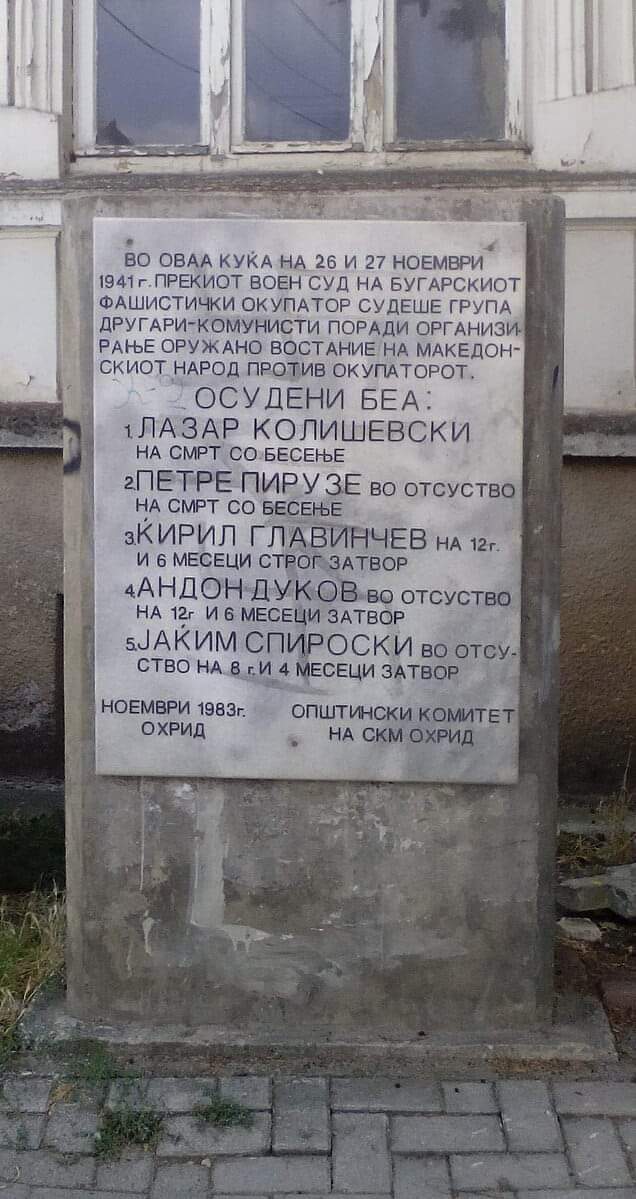 ВО ОВАА КУЌА НА 26 И 27 НОЕМВРИ
1941 г. ПРЕКИОТ ВОЕН СУД НА БУГАРСКИОТ
ФАШИСТИЧКИ ОКУПАТОР СУДЕШЕ ГРУПА
ДРУГАРИ-КОМУНИСТИ ПОРАДИ ОРГАНИЗИ-
РАЊЕ ОРУЖАНО ВОСТАНИЕ НА МАКЕДОН-
СКИОТ НАРОД ПРОТИВ ОКУПАТОРОТ.
ОСУДЕНИ БЕА:
1. ЛАЗАР КОЛИШЕВСКИ
НА СМРТ СО БЕСЕЊЕ
2. ПЕТРЕ ПИРУЗЕ ВО ОТСУСТВО
НА СМРТ СО БЕСЕЊЕ
3. ЌИРИЛ ГЛАВИНЧЕВ НА 12г.
И 6 МЕСЕЦИ СТРОГ ЗАТВОР
4. АНДОН ДУКОВ ВО ОТСУСТВО
НА 12г И 6 МЕСЕЦИ ЗАТВОР
5. ЈАЌИМ СПИРОСКИ ВО ОТСУ-
СТВО НА 8 г. И 4 МЕСЕЦИ ЗАТВОР
НОЕМВРИ 1983г. ОПШТИНСКИ КОМИТЕТ
ОХРИД НА СКМ ОХРИД